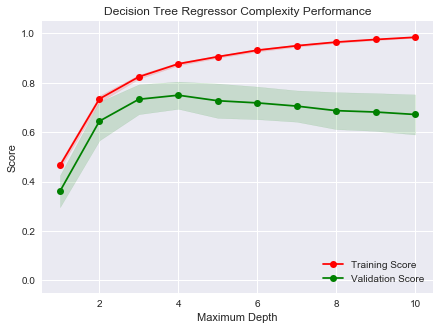 Decision Tree Regressor Complexity Performance
1.0
0.8
0.6
0.4
0.2
0.0
Score
2 4 6 8 10
Maximum Depth
Training Score
Validation Score